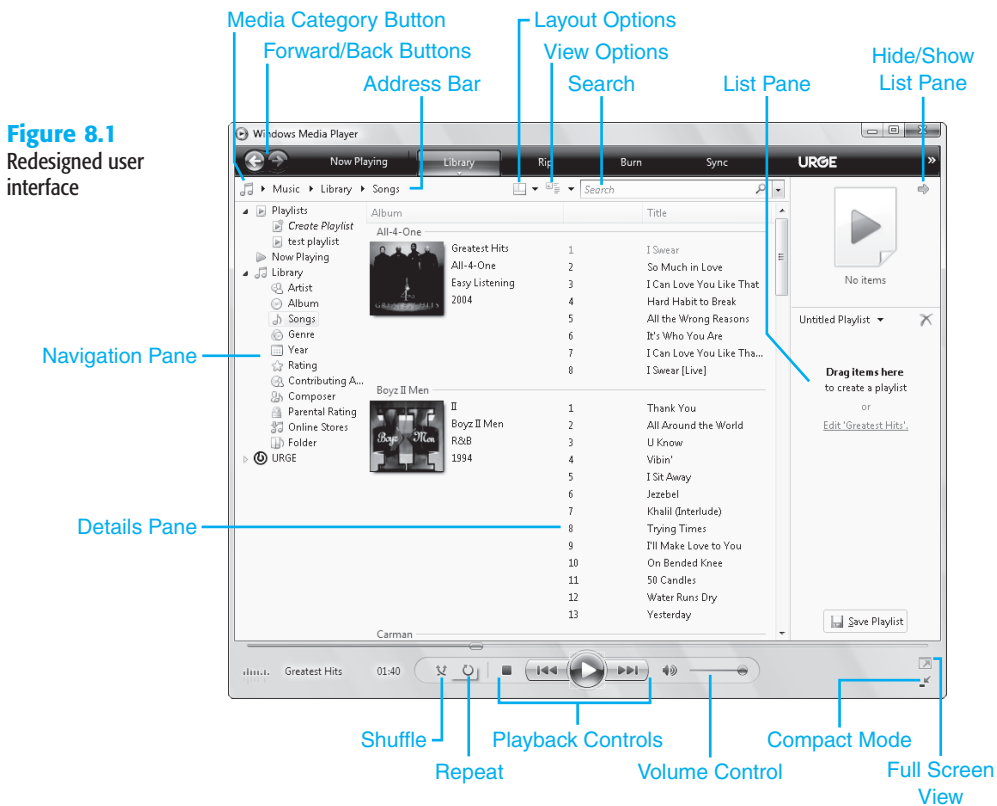 Media Category Button
Forward/Back Buttons
Address Bar
Layout Options
View Options
Search
List Pane
Hide/Show
List Pane
Figure 8.1
Redesigned user
interface
Windows Media Player
Now Playing
Library
Rip
Burn
Sync
URGE
»
Music
Library
Songs
Search
Playlists
Create Playlist
test playlist
Now Playing
Library
Artist
Album
Songs
Genre
Year
Rating
Contributing A...
Composer
Parental Rating
Online Stores
Folder
URGE
Album
Title
All-4-One
Greatest Hits
All-4-One
Easy Listening
2004
1 I Swear
2 So Much in Love
3 I Can Love You Like That
4 Hard Habit to Break
5 All the Wrong Reasons
6 It's Who You Are
7 I Can Love You Like Tha...
8 I Swear [Live]
Boyz II Men
Boyz Men
II
Boyz II Men
R&B
1994
1 Thank You
2 All Around the World
3 U Know
4 Vibin'
5 I Sit Away
6 Jezebel
7 Khalil (Interlude)
8 Trying Times
9 I'll Make Love to You
10 On Bended Knee
11 50 Candles
12 Water Runs Dry
13 Yesterday
Carman
No items
Untitled Playlist
Drag items here
to create a playlist
or
Edit 'Greatest Hits'.
Save Playlist
Navigation Pane
Details Pane
Greatest Hits
01:40
Shuffle
Repeat
Playback Controls
Volume Control
Compact Mode
Full Screen
View